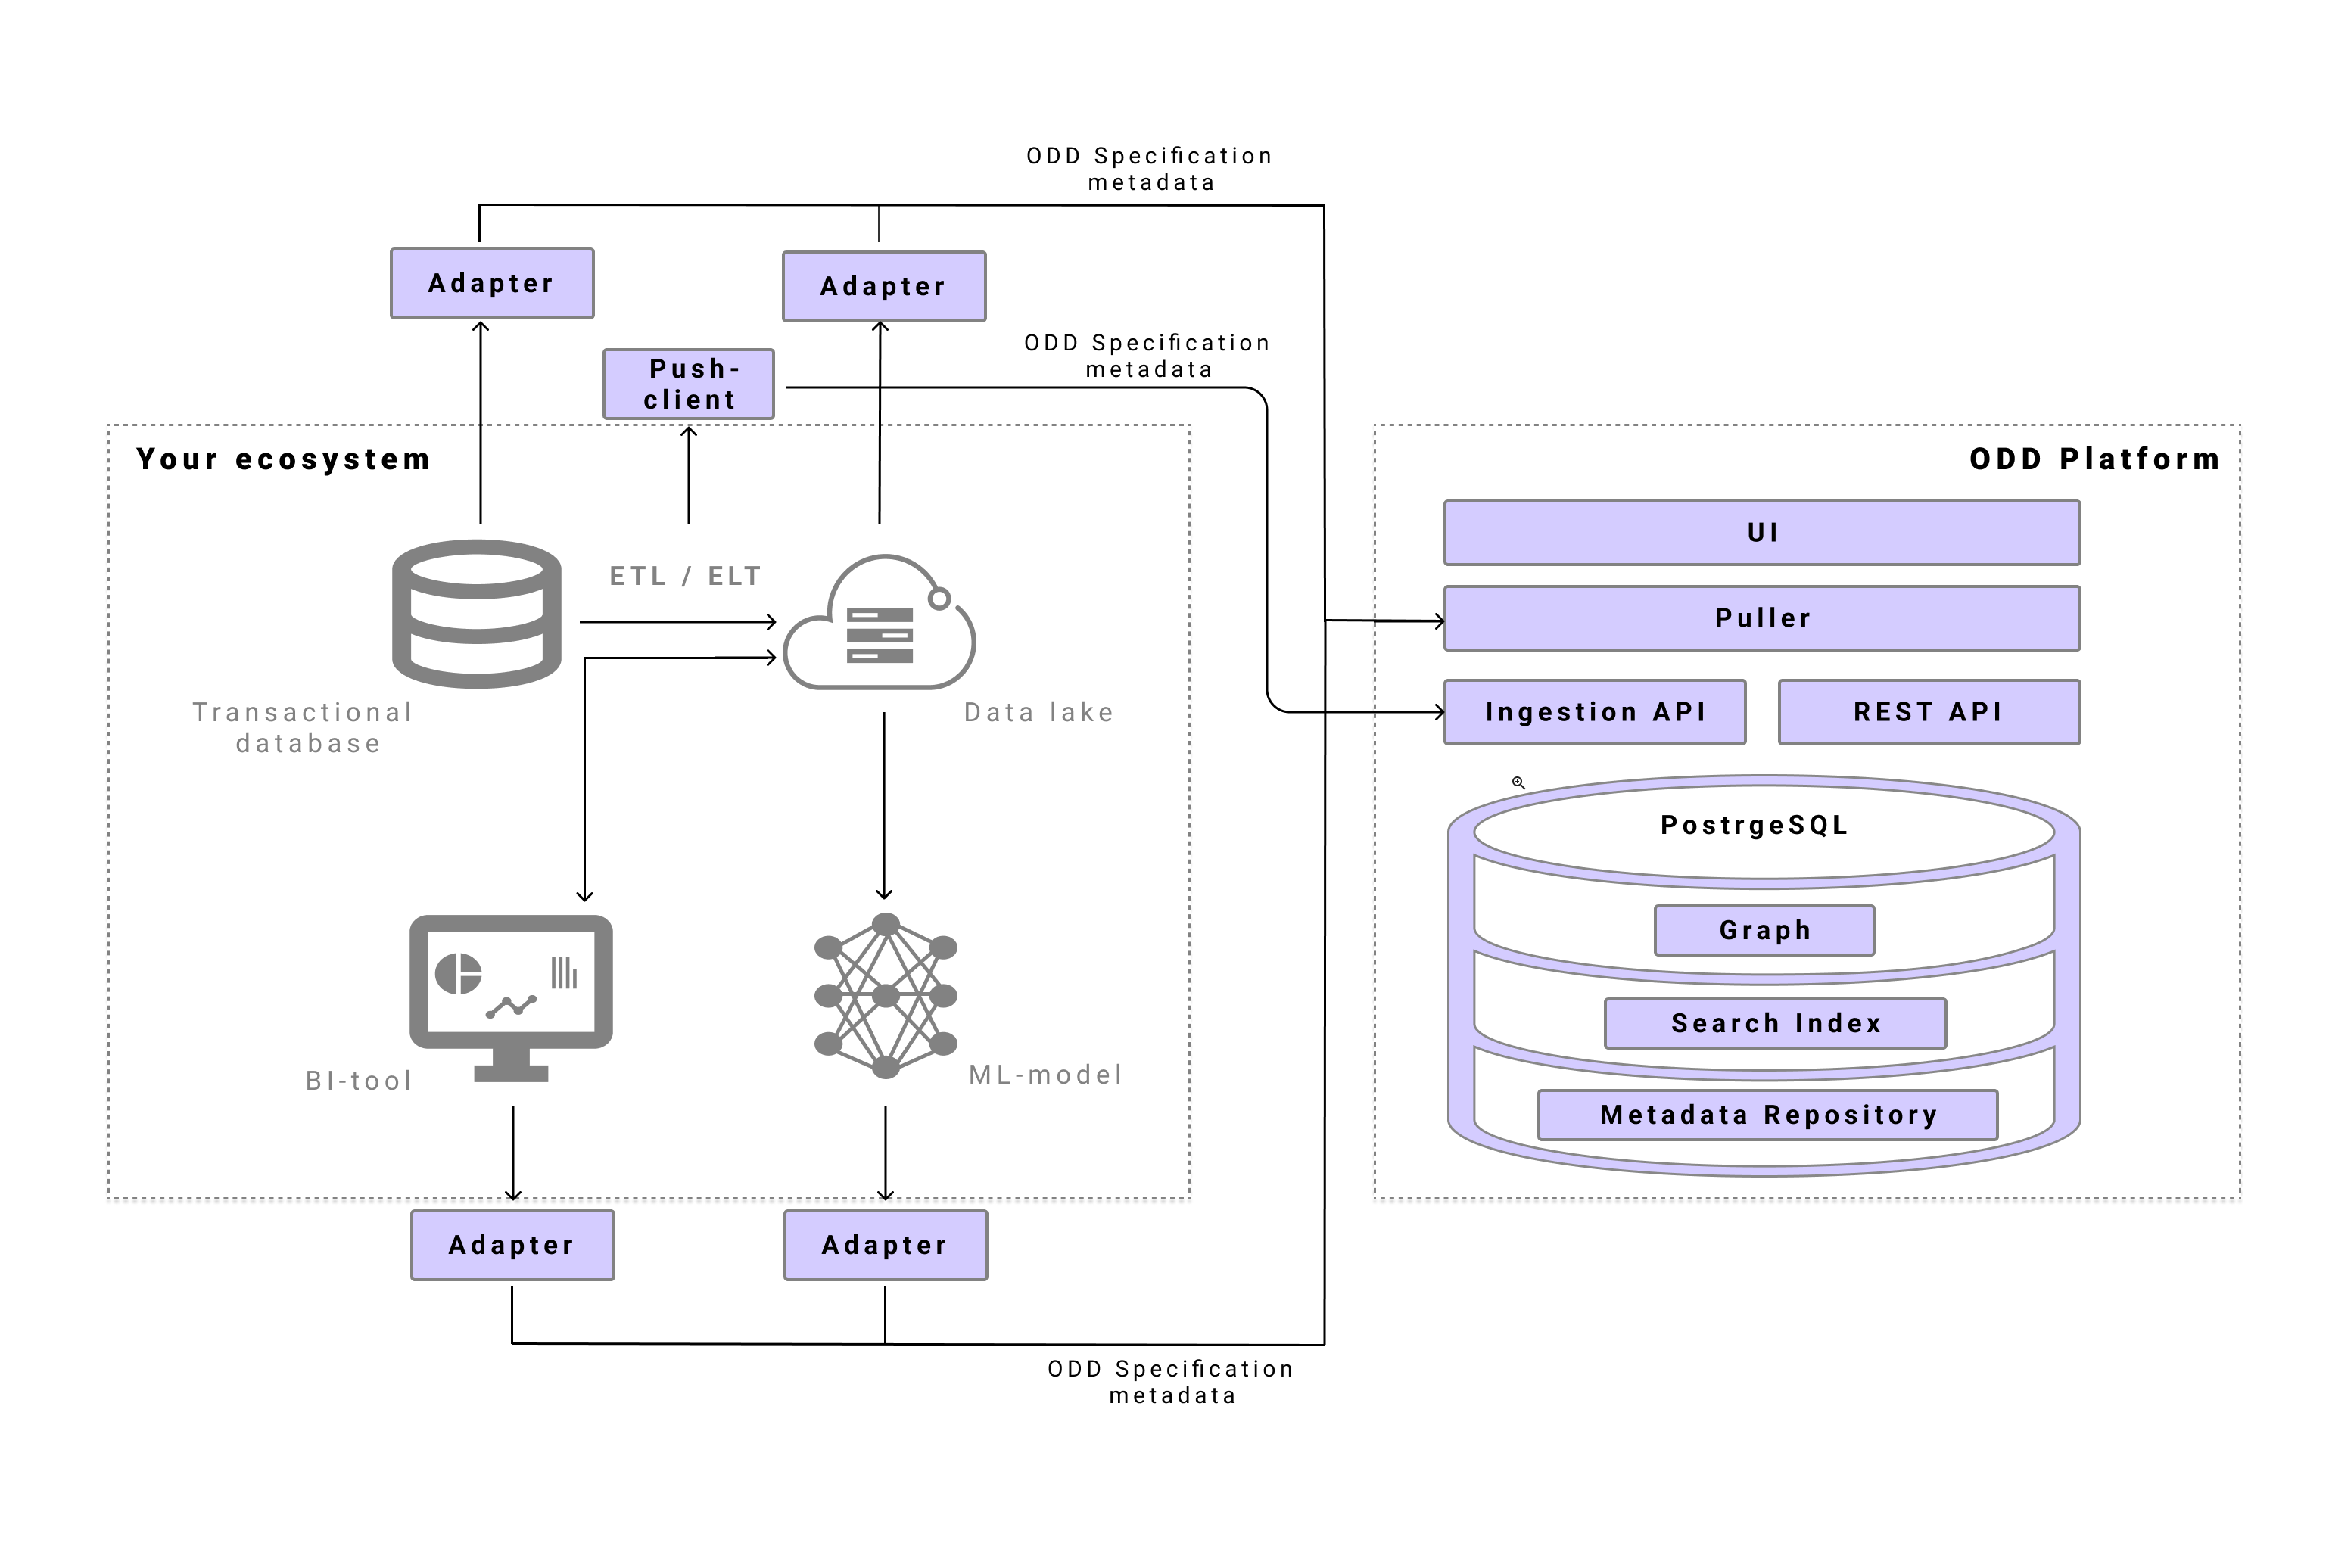 ODD Specification
metadata
Adapter
Adapter
ODD Specification
metadata
Push-
client
Your ecosystem
ODD Platform
UI
ETL / ELT
Puller
Transactional
database
Data lake
Ingestion API
REST API
PostrgeSQL
Graph
Search Index
BI-tool
ML-model
Metadata Repository
Adapter
Adapter
ODD Specification
metadata